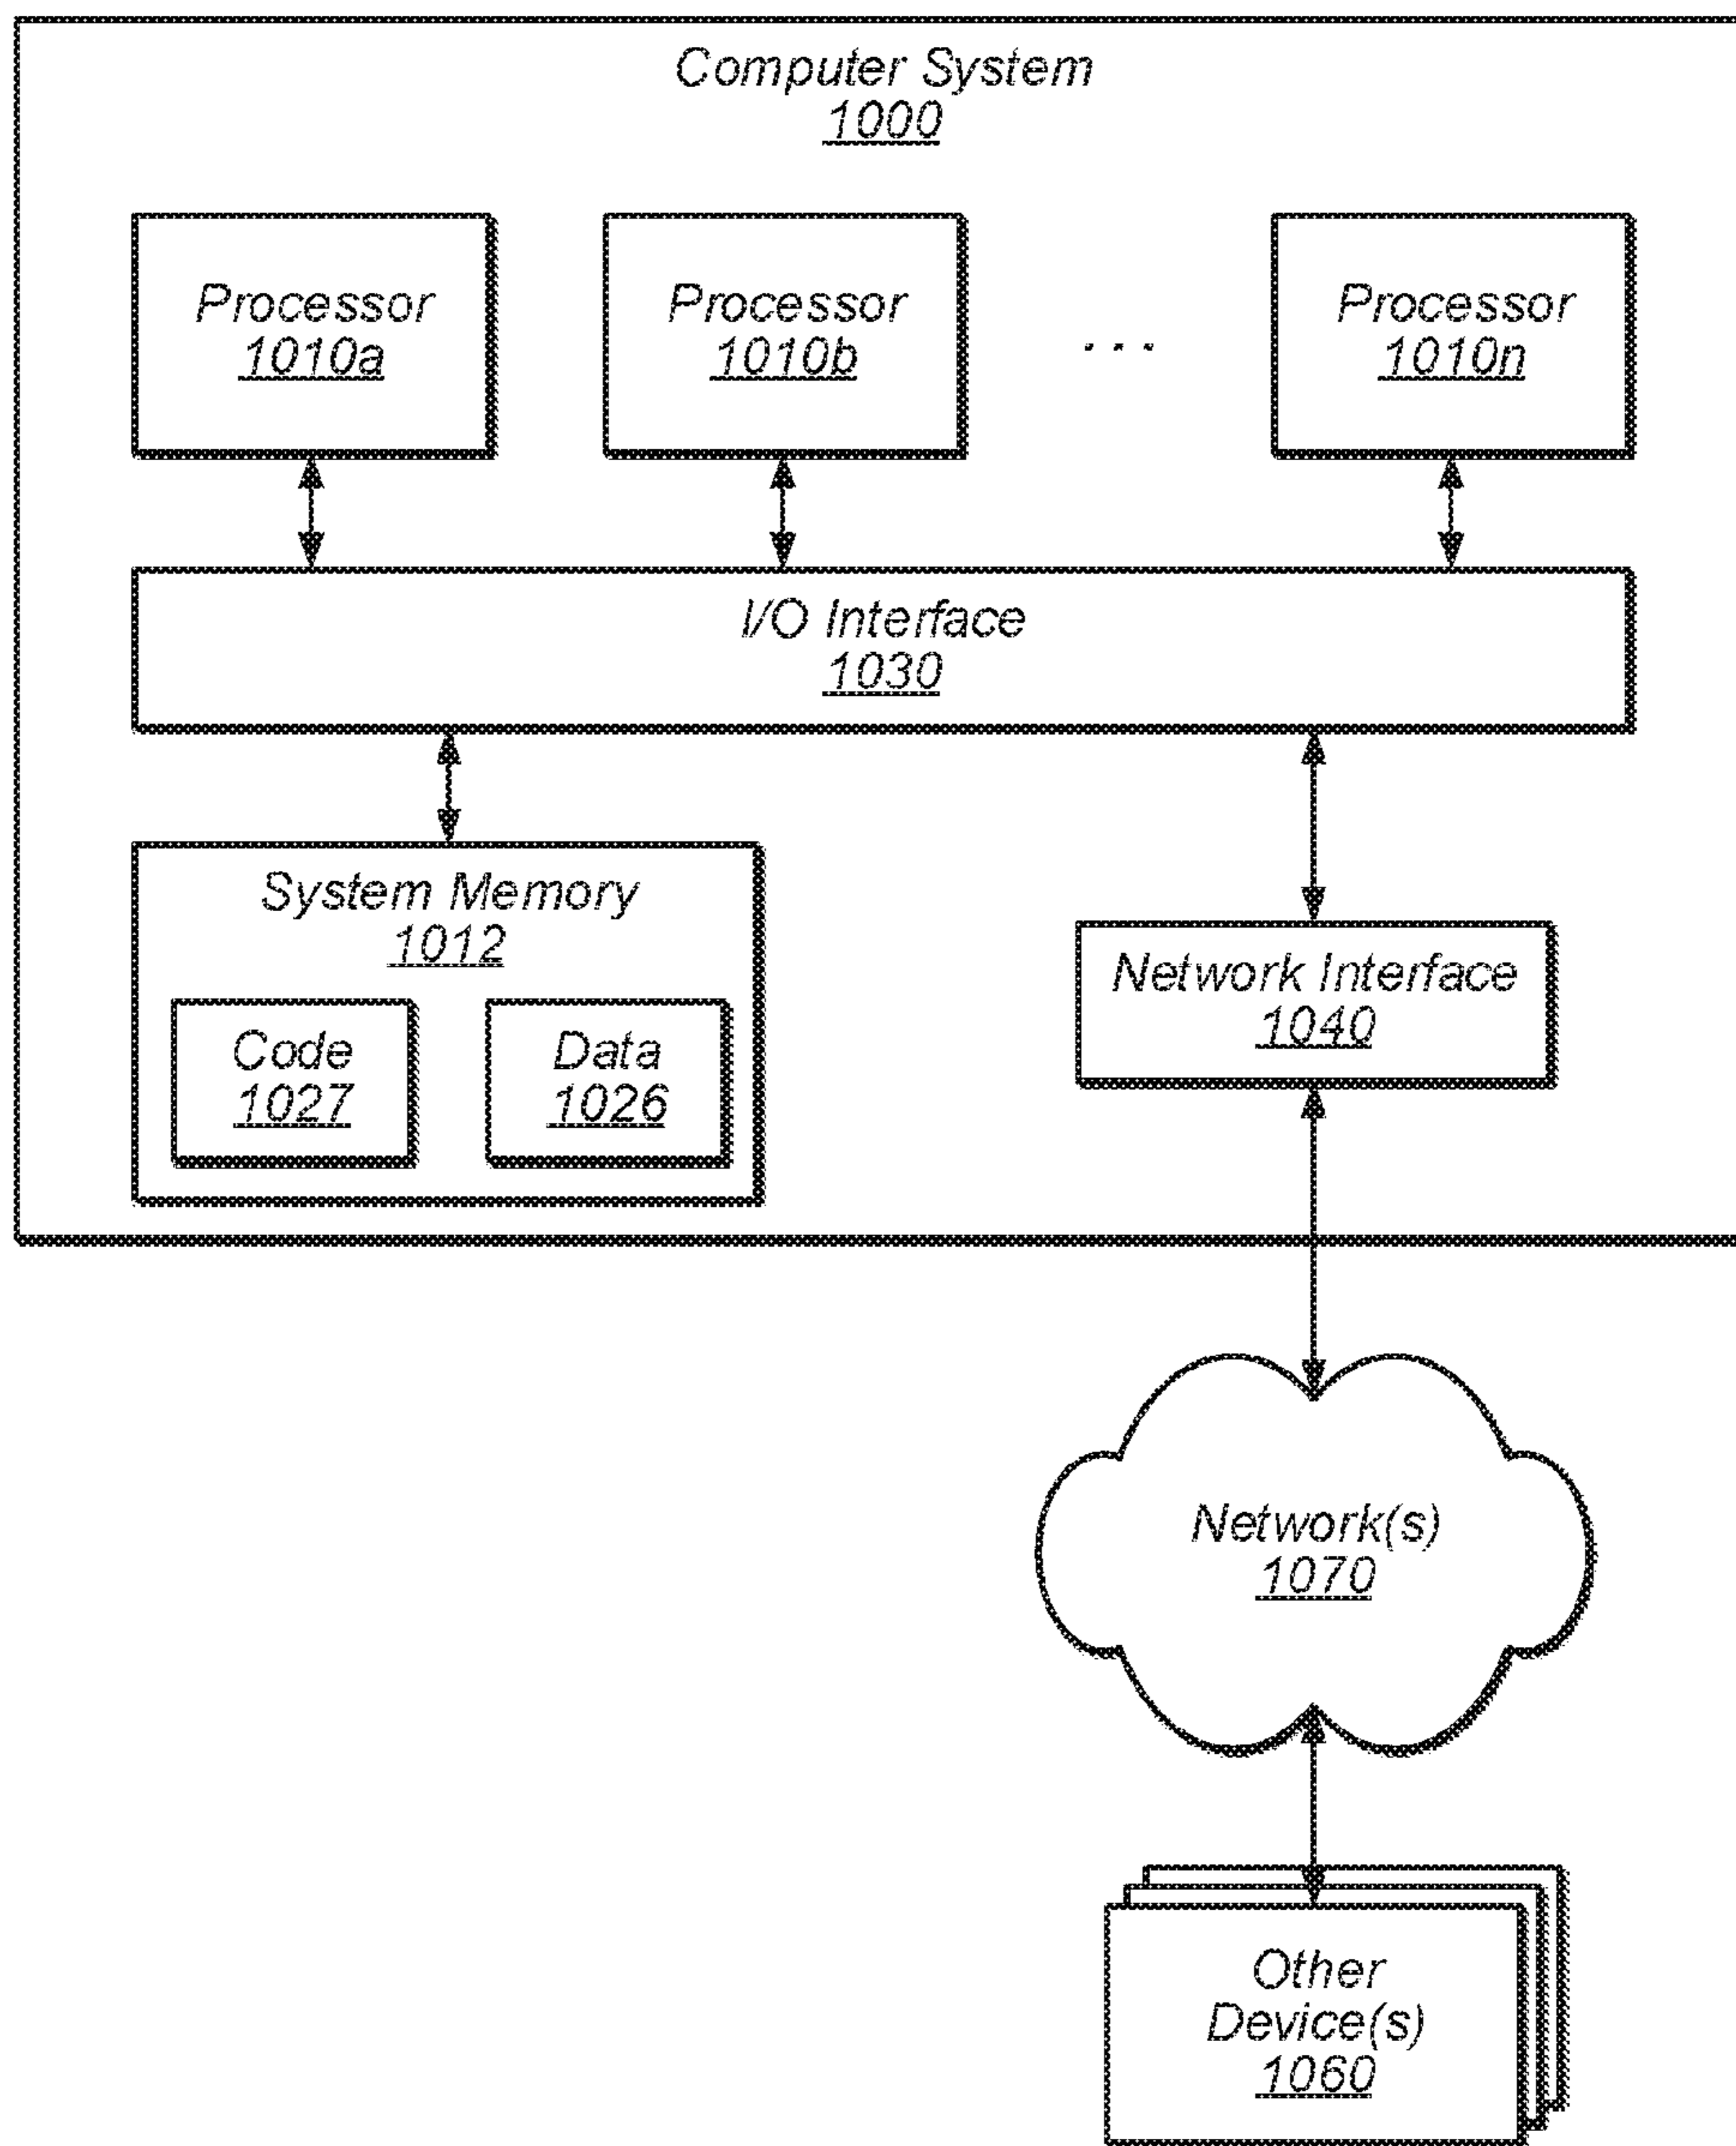 Computer System
1000
Processor
1010a
Processor
1010b
...
Processor
1010n
I/O Interface
1030
System Memory
1012
Code
1027
Data
1026
Network Interface
1040
Network(s)
1070
Other
Device(s)
1060